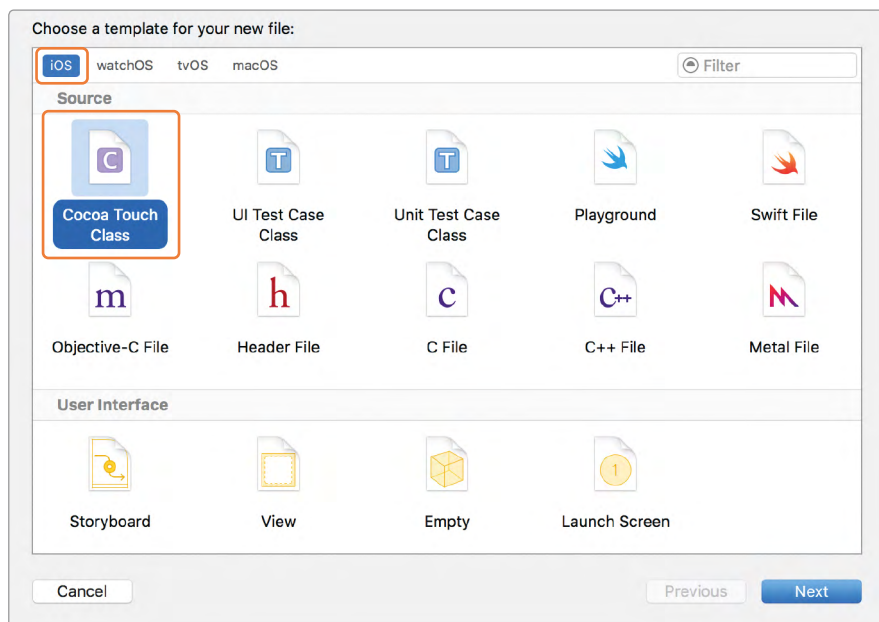 Choose a template for your new file:
iOS watchOS tvOS macOS Filter
Source
C T T
Cocoa Touch Class UI Test Case Class Unit Test Case Class Playground Swift File
m h c C++
Objective-C File Header File C File C++ File Metal File
User Interface
1
Storyboard View Empty Launch Screen
Cancel Previous Next